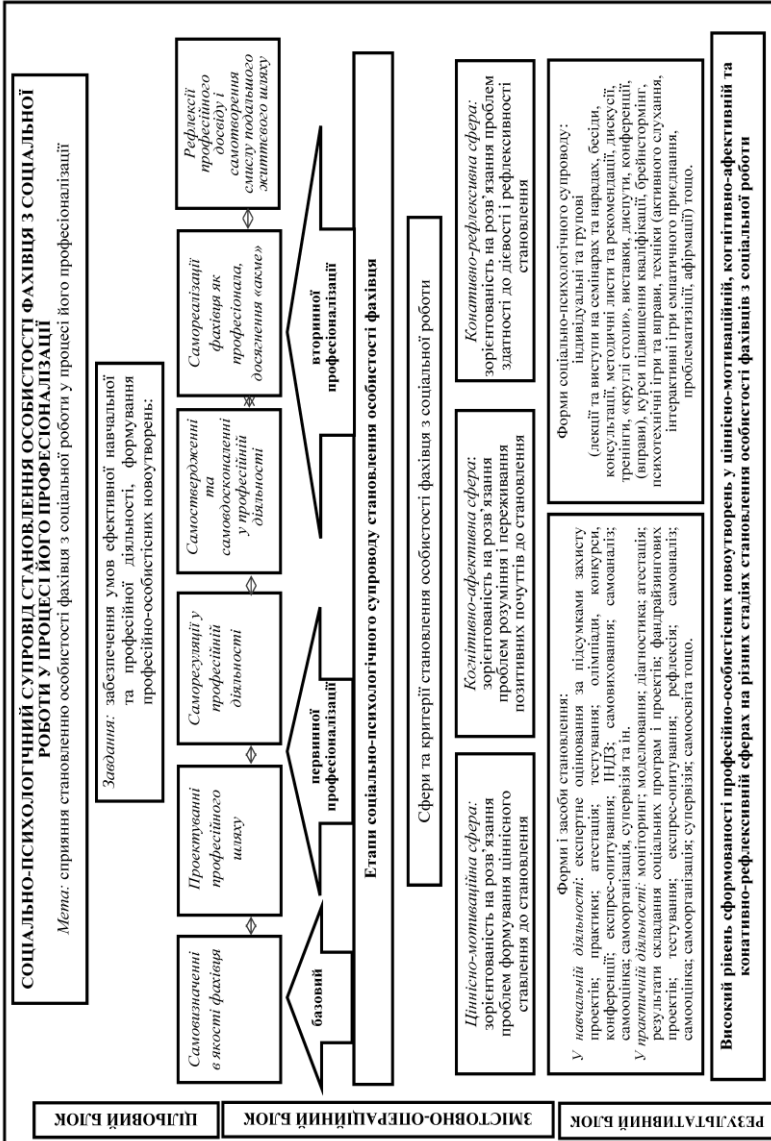 СОЦІАЛЬНО-ПСИХОЛОГІЧНИЙ СУПРОВІД СТАНОВЛЕННЯ ОСОБИСТОСТІ ФАХІВЦЯ З СОЦІАЛЬНОЇ
РОБОТИ У ПРОЦЕСІ ЙОГО ПРОФЕСІОНАЛІЗАЦІЇ
Мета: сприяння становленню особистості фахівця з соціальної роботи у процесі його професіоналізації
ЦІЛЬОВИЙ БЛОК
Завдання: забезпечення умов ефективної навчальної
та професійної діяльності, формування
професійно-особистісних новоутворень:
Самовизначенні
в якості фахівця
Проектуванні
професійного
шляху
Саморегуляції у
професійній
діяльності
Самоствердженні
та
самовдосконаленні
у професійній
діяльності
Самореалізації
фахівця як
професіонала,
досягнення «акме»
Рефлексії
професійного
досвіду і
самотворення
смислу подальшого
життєвого шляху
ЗМІСТОВНО-ОПЕРАЦІЙНИЙ БЛОК
базовий
первинної
професіоналізації
вторинної
професіоналізації
Етапи соціально-психологічного супроводу становлення особистості фахівця
Сфери та критерії становлення особистості фахівця з соціальної роботи
Ціннісно-мотиваційна сфера:
зорієнтованість на розв’язання
проблем формування ціннісного
ставлення до становлення
Когнітивно-афективна сфера:
зорієнтованість на розв’язання
проблем розуміння і переживання
позитивних почуттів до становлення
Конативно-рефлексивна сфера:
зорієнтованість на розв’язання проблем
здатності до дієвості і рефлексивності
становлення
Форми і засоби становлення:
У навчальній діяльності: експертне оцінювання за підсумками захисту
проектів; практики; атестація; тестування; олімпіади, конкурси,
конференції; експрес-опитування; ІНДЗ; самовиховання; самоаналіз;
самооцінка; самоорганізація, супервізія та ін.
У практичній діяльності: моніторинг; моделювання; діагностика; атестація;
результати складання соціальних програм і проектів; фандрайзингових
проектів; тестування; експрес-опитування; рефлексія; самоаналіз;
самооцінка; самоорганізація; супервізія; самоосвіта тощо.
Форми соціально-психологічного супроводу:
індивідуальні та групові
(лекції та виступи на семінарах та нарадах, бесіди,
консультації, методичні листи та рекомендації, дискусії,
тренінги, «круглі столи», виставки, диспути, конференції,
(вправи), курси підвищення кваліфікації, брейнстормінг,
психотехнічні ігри та вправи, техніки (активного слухання,
інтерактивні ігри емпатичного приєднання,
проблематизації, афірмації) тощо.
РЕЗУЛЬТАТИВНИЙ БЛОК
Високий рівень сформованості професійно-особистісних новоутворень у ціннісно-мотиваційній, когнітивно-афективній та
конативно-рефлексивній сферах на різних стадіях становлення особистості фахівців з соціальної роботи